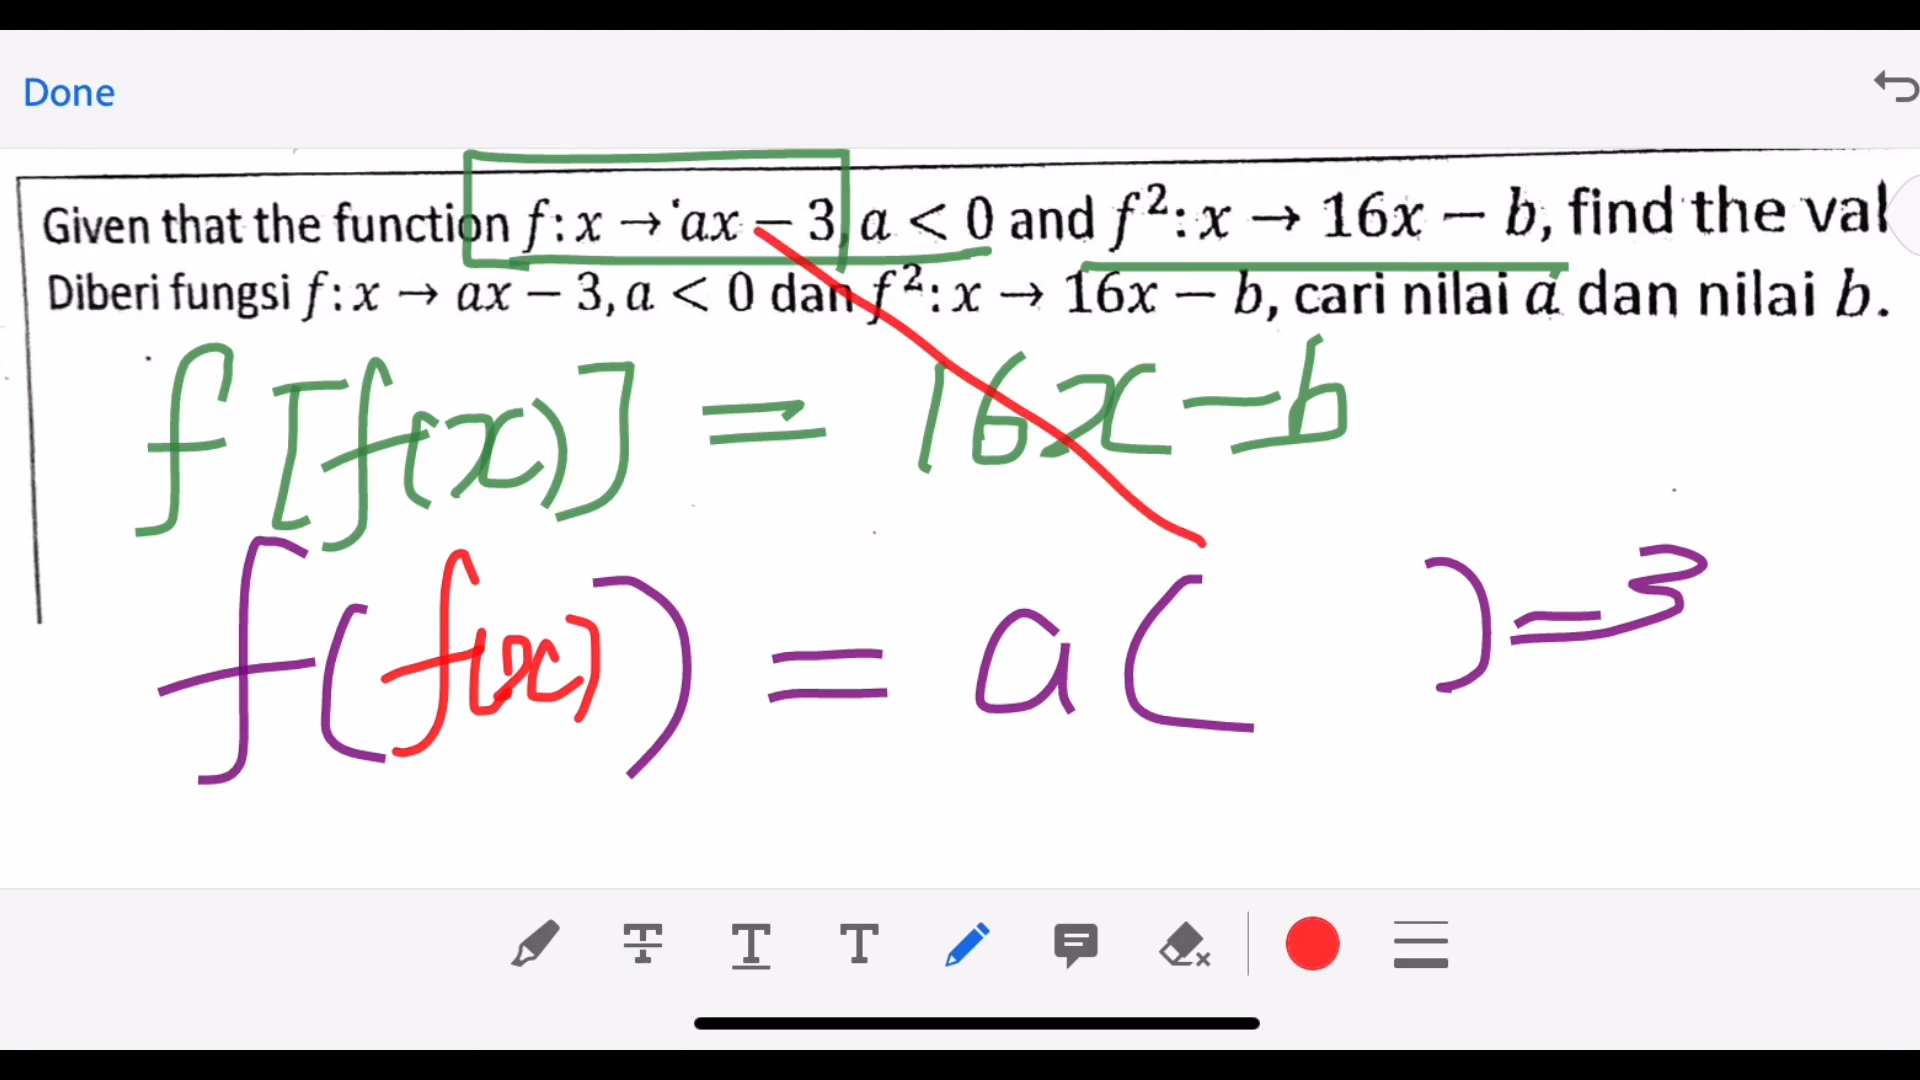 Done
Given that the function f: x → ax − 3, a < 0 and f²: x → 16x − b, find the val
Diberi fungsi f: x → ax − 3, a < 0 dan f²: x → 16x − b, cari nilai a dan nilai b.
f[f(x)] = 16x − b
f(f(x)) = a( ) − 3